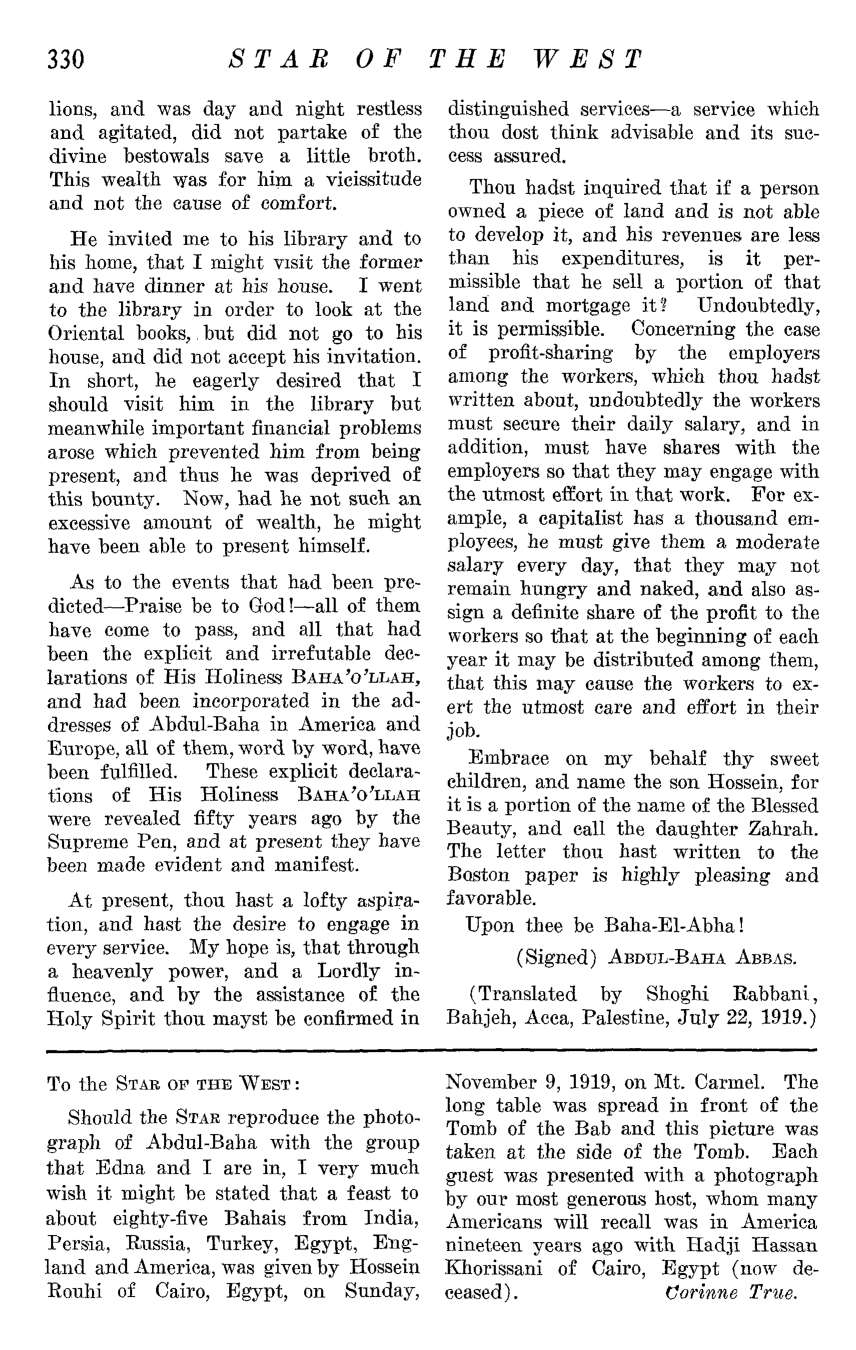 330 STAR OF THE WEST
lions, and was day and night restless
and agitated, did not partake of the
divine bestowals save a little broth.
This wealth was for him a vicissitude
and not the cause of comfort.
He invited me to his library and to
his home, that I might visit the former
and have dinner at his house. I went
to the library in order to look at the
Oriental books, but did not go to his
house, and did not accept his invitation.
In short, he eagerly desired that I
should visit him in the library but
meanwhile important financial problems
arose which prevented him from being
present, and thus he was deprived of
this bounty. Now, had he not such an
excessive amount of wealth, he might
have been able to present himself.
As to the events that had been pre-
dicted—Praise be to God!—all of them
have come to pass, and all that had
been the explicit and irrefutable dec-
larations of His Holiness BAHA'O'LLAH,
and had been incorporated in the ad-
dresses of Abdul-Baha in America and
Europe, all of them, word by word, have
been fulfilled. These explicit declara-
tions of His Holiness BAHA'O'LLAH
were revealed fifty years ago by the
Supreme Pen, and at present they have
been made evident and manifest.
At present, thou hast a lofty aspira-
tion, and hast the desire to engage in
every service. My hope is, that through
a heavenly power, and a Lordly in-
fluence, and by the assistance of the
Holy Spirit thou mayst be confirmed in
distinguished services—a service which
thou dost think advisable and its suc-
cess assured.
Thou hadst inquired that if a person
owned a piece of land and is not able
to develop it, and his revenues are less
than his expenditures, is it per-
missible that he sell a portion of that
land and mortgage it? Undoubtedly,
it is permissible. Concerning the case
of profit-sharing by the employers
among the workers, which thou hadst
written about, undoubtedly the workers
must secure their daily salary, and in
addition, must have shares with the
employers so that they may engage with
the utmost effort in that work. For ex-
ample, a capitalist has a thousand em-
ployees, he must give them a moderate
salary every day, that they may not
remain hungry and naked, and also as-
sign a definite share of the profit to the
workers so that at the beginning of each
year it may be distributed among them,
that this may cause the workers to ex-
ert the utmost care and effort in their
job.
Embrace on my behalf thy sweet
children, and name the son Hossein, for
it is a portion of the name of the Blessed
Beauty, and call the daughter Zahrah.
The letter thou hast written to the
Boston paper is highly pleasing and
favorable.
Upon thee be Baha-El-Abha!
(Signed) ABDUL-BAHA ABBAS.
(Translated by Shoghi Rabbani,
Bahjeh, Acca, Palestine, July 22, 1919.)
To the STAR OF THE WEST:
Should the STAR reproduce the photo-
graph of Abdul-Baha with the group
that Edna and I are in, I very much
wish it might be stated that a feast to
about eighty-five Bahais from India,
Persia, Russia, Turkey, Egypt, Eng-
land and America, was given by Hossein
Rouhi of Cairo, Egypt, on Sunday,
November 9, 1919, on Mt. Carmel. The
long table was spread in front of the
Tomb of the Bab and this picture was
taken at the side of the Tomb. Each
guest was presented with a photograph
by our most generous host, whom many
Americans will recall was in America
nineteen years ago with Hadji Hassan
Khorissani of Cairo, Egypt (now de-
ceased). Corinne True.